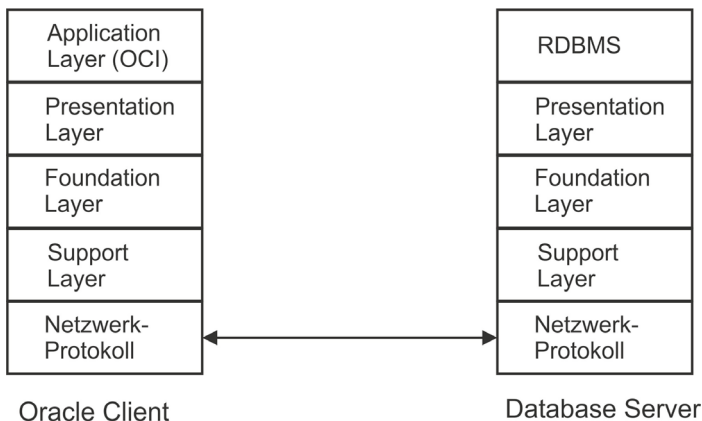 Application
Layer (OCI)
Presentation
Layer
Foundation
Layer
Support
Layer
Netzwerk-
Protokoll
Oracle Client
RDBMS
Presentation
Layer
Foundation
Layer
Support
Layer
Netzwerk-
Protokoll
Database Server